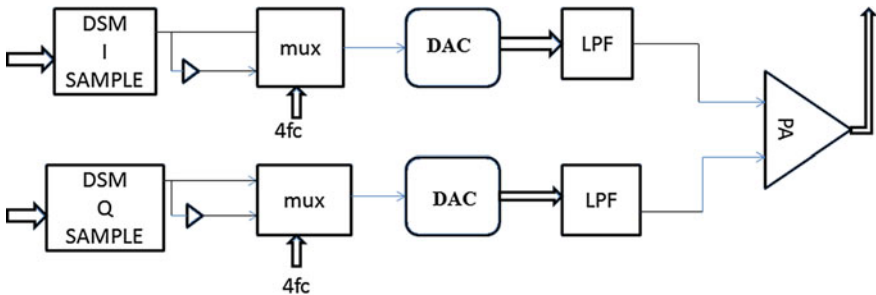 DSM
I
SAMPLE
mux
4fc
DAC
LPF
PA
DSM
Q
SAMPLE
mux
4fc
DAC
LPF